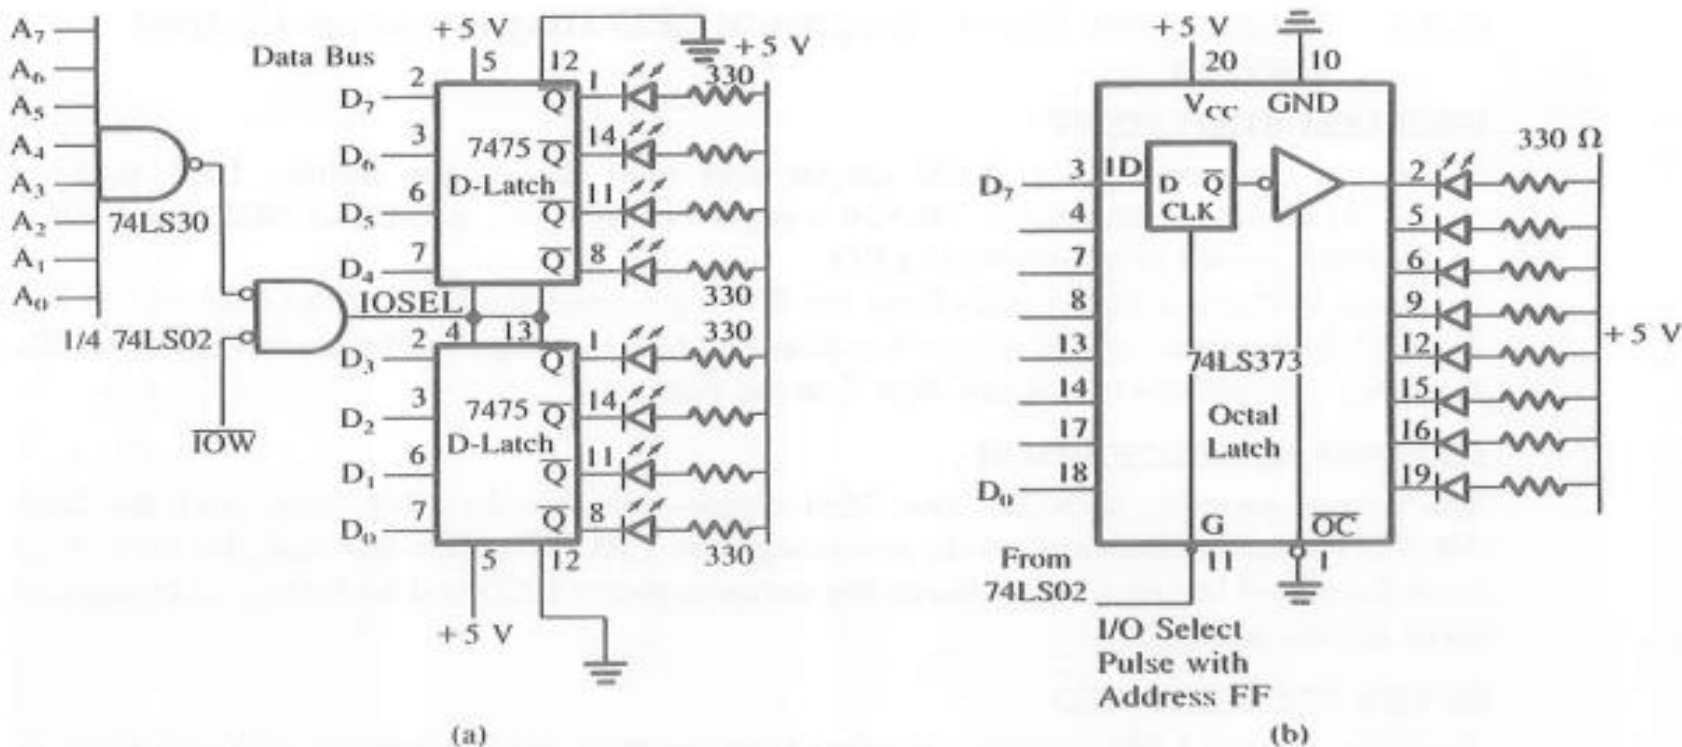 A7
A6
A5
A4
A3
A2
A1
A0
74LS30
1/4 74LS02
IOW
IOSEL
Data Bus
+5 V
5
12
+5 V
330
2
D7
Q
1
3
D6
7475
Q
14
6
D5
D-Latch
Q
11
7
D4
Q
8
330
4
13
330
2
D3
Q
1
3
D2
7475
Q
14
D-Latch
6
D1
Q
11
7
D0
Q
8
330
5
12
+5 V
(a)
+5 V
20
10
VCC
GND
330 Ω
D7
3
1D
D
Q
CLK
2
4
5
7
6
8
9
+5 V
13
74LS373
12
14
Octal
15
17
Latch
16
D0
18
19
G
OC
From
11
1
74LS02
I/O Select
Pulse with
Address FF
(b)